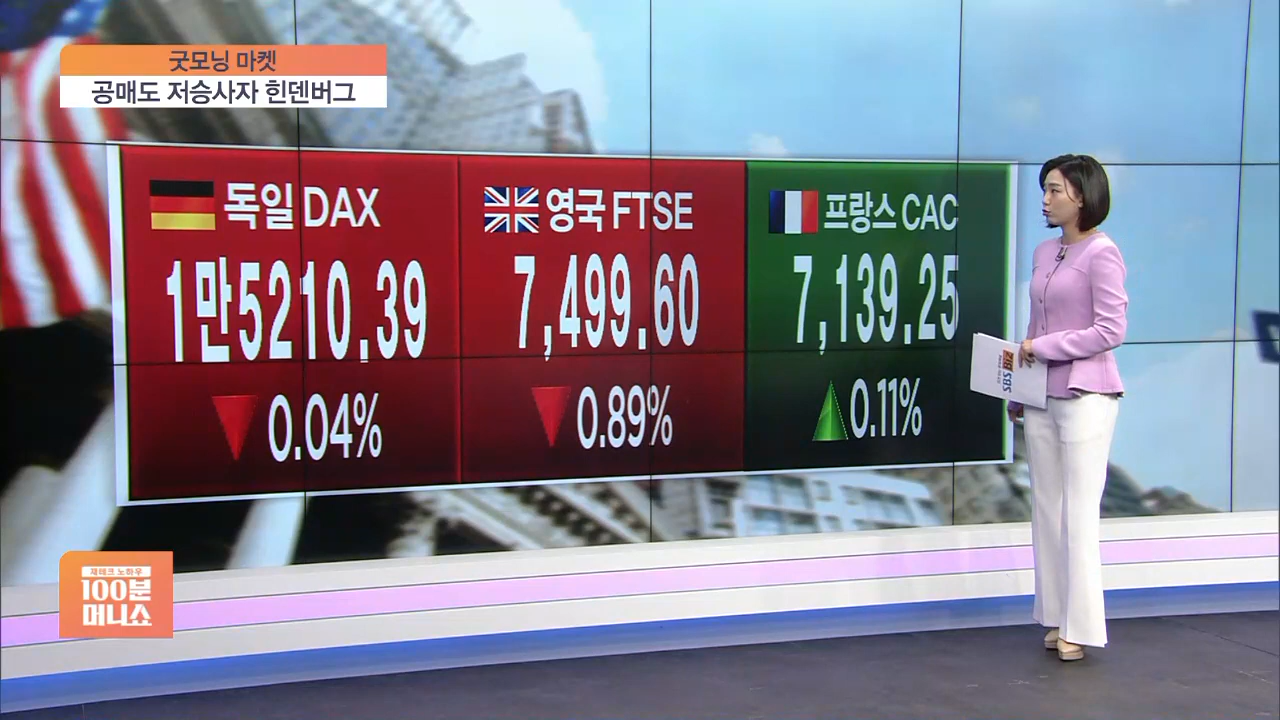 굿모닝 마켓
공매도 저승사자 힌덴버그
독일 DAX
1만5210.39
0.04%
영국 FTSE
7,499.60
0.89%
프랑스 CAC
7,139.25
0.11%
SBS Biz
재테크 노하우
100분
머니쇼